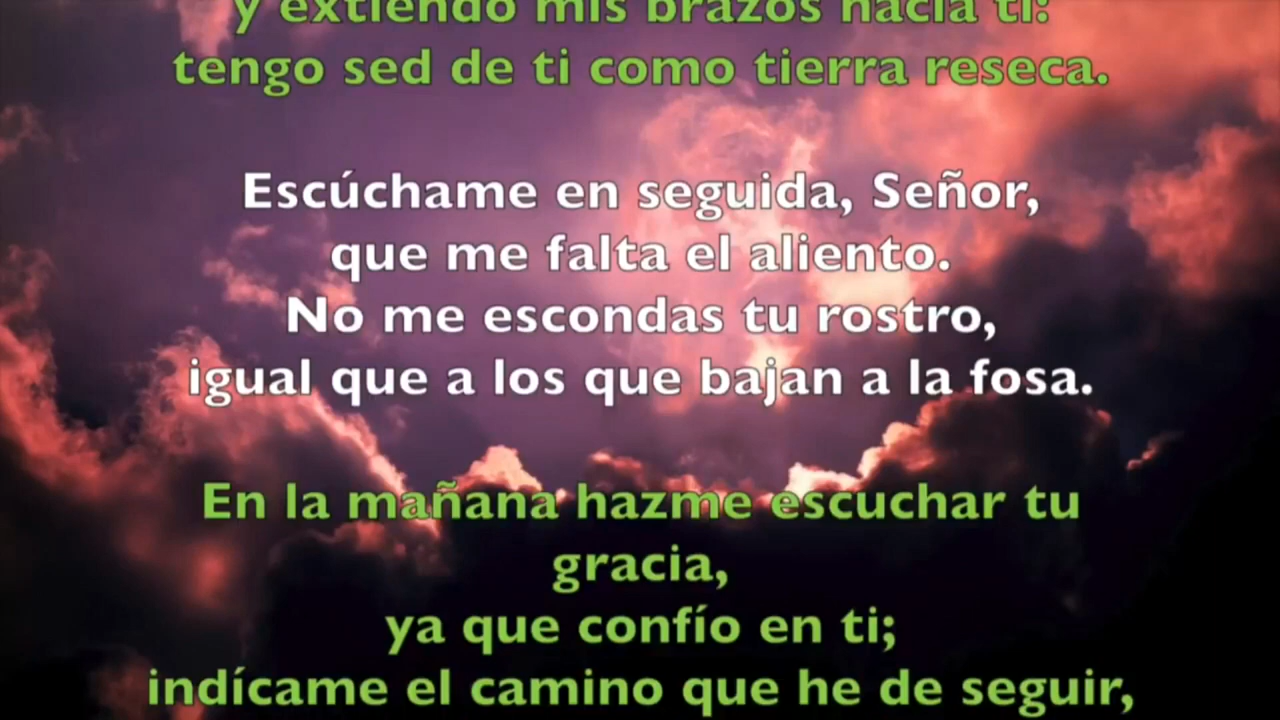 y extiendo mis brazos hacia ti:
tengo sed de ti como tierra reseca.
Escúchame en seguida, Señor,
que me falta el aliento.
No me escondas tu rostro,
igual que a los que bajan a la fosa.
En la mañana hazme escuchar tu
gracia,
ya que confío en ti;
indícame el camino que he de seguir,